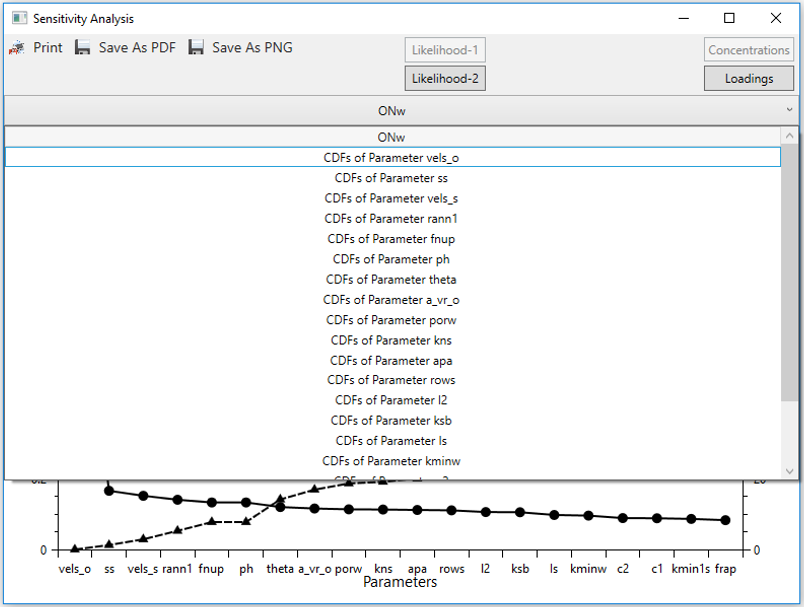 Sensitivity Analysis
Print Save As PDF Save As PNG
Likelihood-1
Concentrations
Likelihood-2
Loadings
ONw
ONw
CDFs of Parameter vels_o
CDFs of Parameter ss
CDFs of Parameter vels_s
CDFs of Parameter rann1
CDFs of Parameter fnup
CDFs of Parameter ph
CDFs of Parameter theta
CDFs of Parameter a_vr_o
CDFs of Parameter porw
CDFs of Parameter kns
CDFs of Parameter apa
CDFs of Parameter rows
CDFs of Parameter l2
CDFs of Parameter ksb
CDFs of Parameter ls
CDFs of Parameter kminw
0 0
vels_o ss vels_s rann1 fnup ph theta a_vr_o porw kns apa rows l2 ksb ls kminw c2 c1 kmin1s frap
Parameters